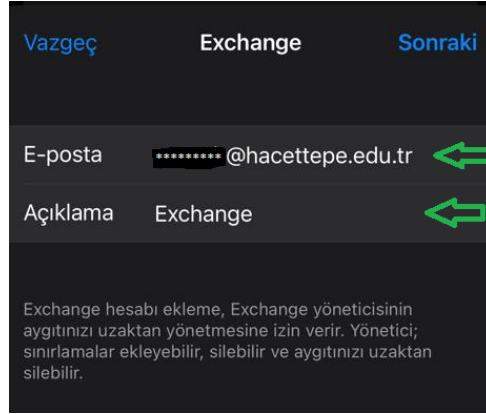 Vazgeç Exchange Sonraki
E-posta *********@hacettepe.edu.tr
Açıklama Exchange
Exchange hesabı ekleme, Exchange yöneticisinin
aygıtınızı uzaktan yönetmesine izin verir. Yönetici;
sınırlamalar ekleyebilir, silebilir ve aygıtınızı uzaktan
silebilir.